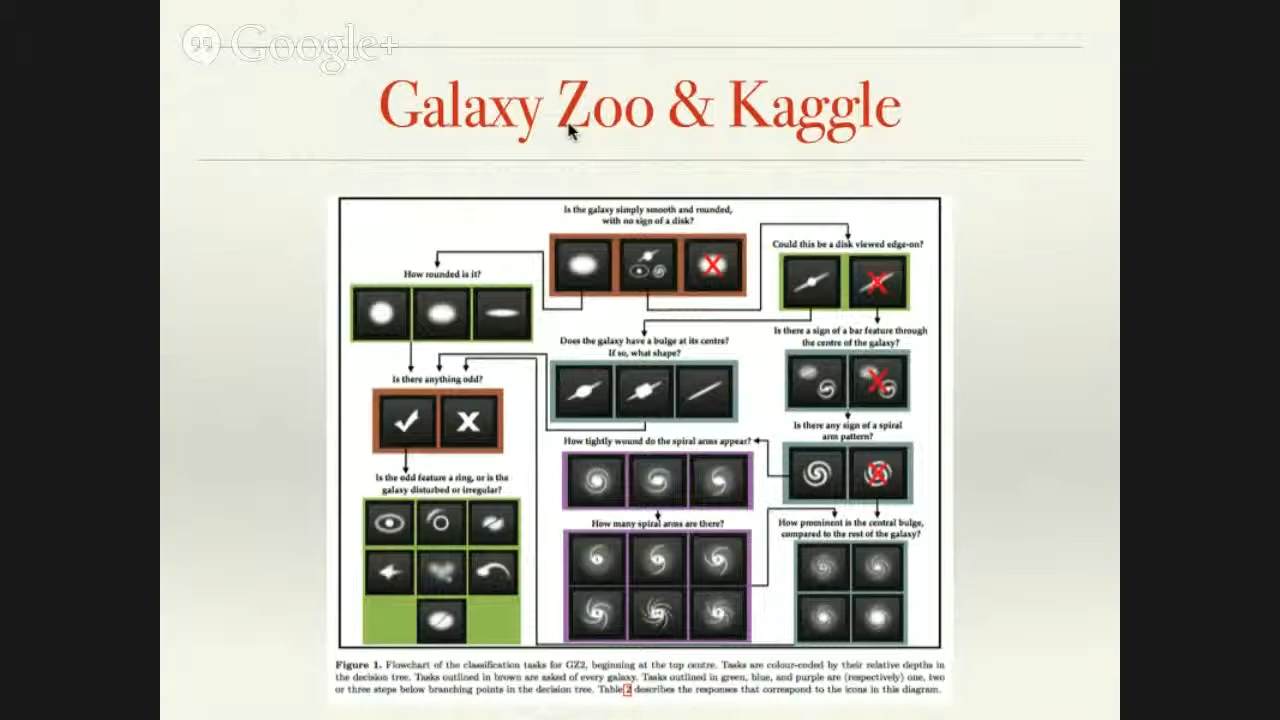 Google+
Galaxy Zoo & Kaggle
Is the galaxy simply smooth and rounded,
with no sign of a disk?
Could this be a disk viewed edge-on?
How rounded is it?
Is there a sign of a bar feature through
the centre of the galaxy?
Does the galaxy have a bulge at its centre?
If so, what shape?
Is there anything odd?
Is there any sign of a spiral
arm pattern?
How tightly wound do the spiral arms appear?
Is the odd feature a ring, or is the
galaxy disturbed or irregular?
How many spiral arms are there?
How prominent is the central bulge,
compared to the rest of the galaxy?
Figure 1. Flowchart of the classification tasks for GZ2, beginning at the top centre. Tasks are colour-coded by their relative depths in
the decision tree. Tasks outlined in brown are asked of every galaxy. Tasks outlined in green, blue, and purple are (respectively) one, two
or three steps below branching points in the decision tree. Table 2 describes the responses that correspond to the icons in this diagram.